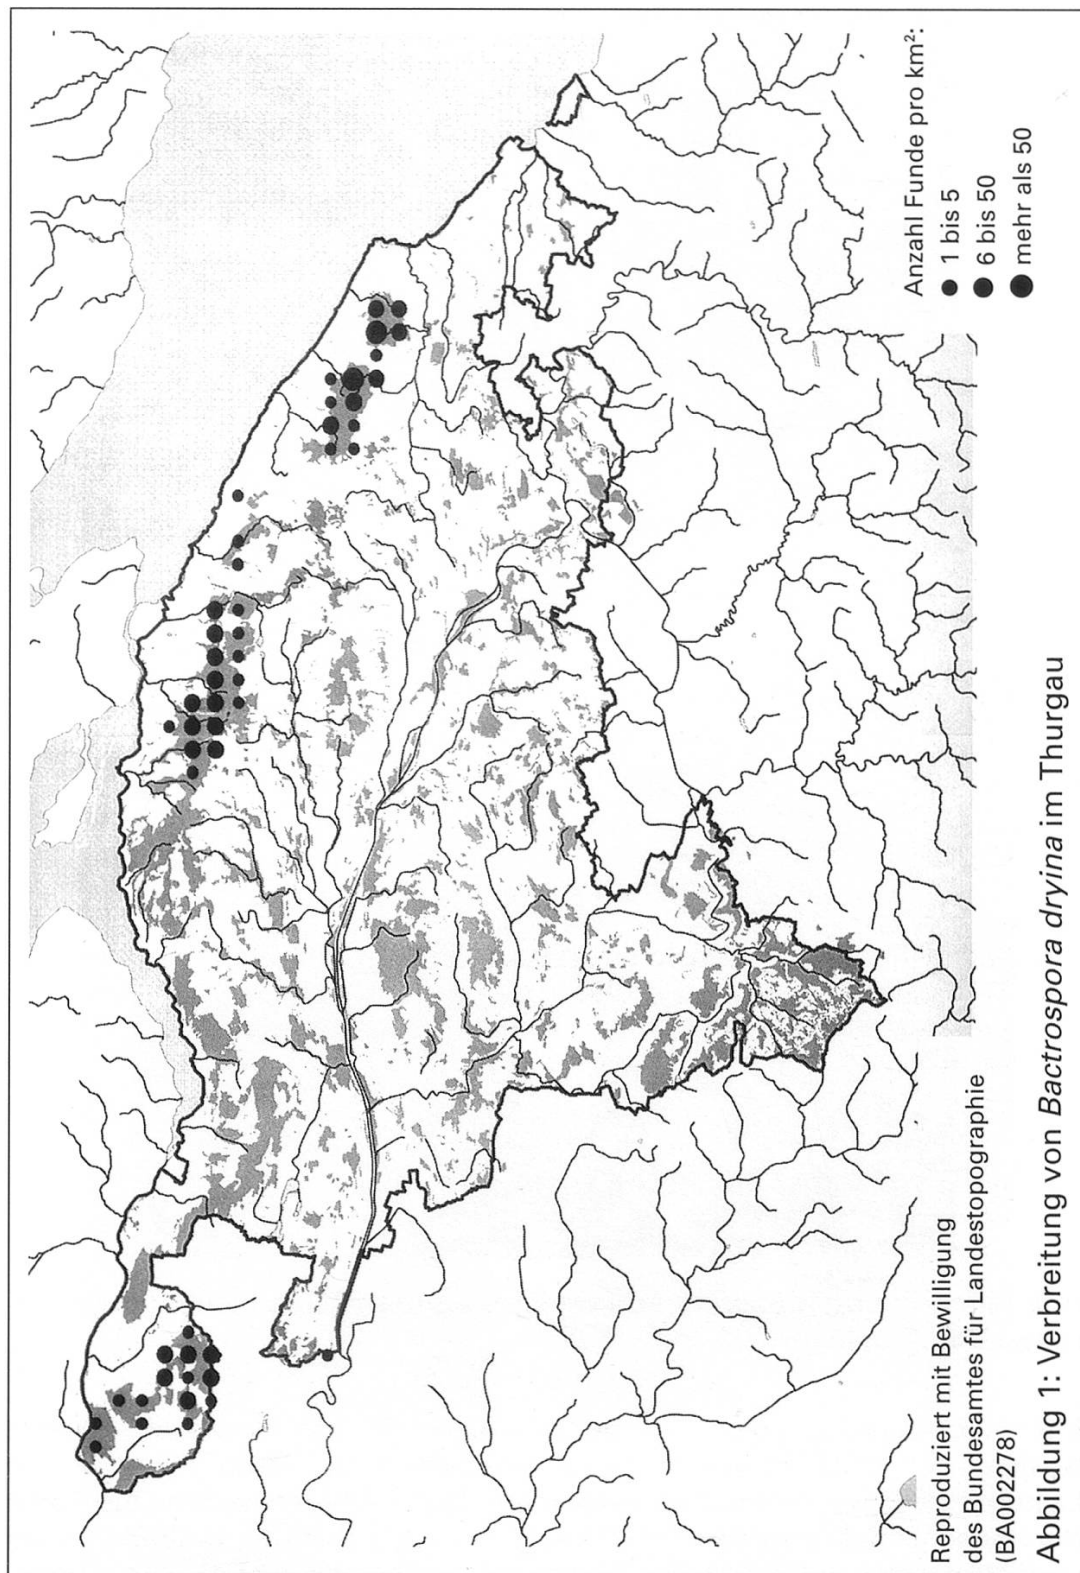 Anzahl Funde pro km²:
1 bis 5
6 bis 50
mehr als 50
Reproduziert mit Bewilligung
des Bundesamtes für Landestopographie
(BA002278)
Abbildung 1: Verbreitung von Bactrospora dryina im Thurgau